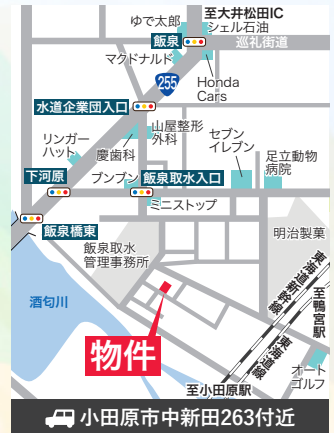 至大井松田IC
ゆで太郎
シェル石油
飯泉
巡礼街道
マクドナルド
255
Honda
Cars
水道企業団入口
山屋整形
外科
リンガー
ハット
慶歯科
セブン
イレブン
足立動物
病院
下河原
ブンブン
飯泉取水入口
ミニストップ
飯泉橋東
飯泉取水
管理事務所
明治製菓
東海道新幹線
至鴨宮駅
酒匂川
東海道線
物件
オート
ゴルフ
至小田原駅
小田原市中新田263付近